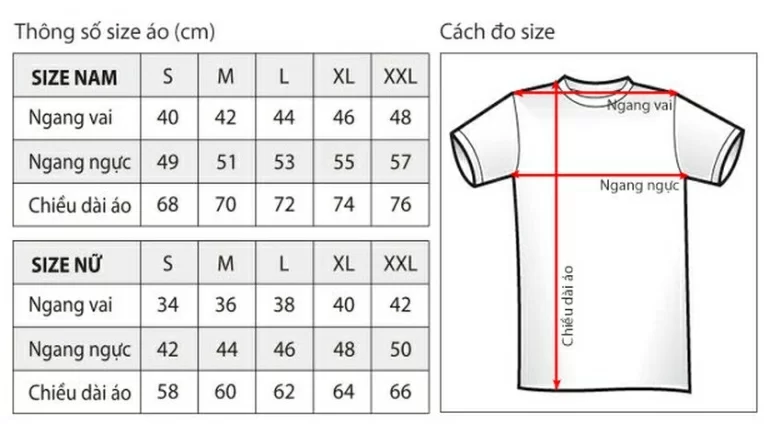 Thông số size áo (cm)
SIZE NAM S M L XL XXL
Ngang vai 40 42 44 46 48
Ngang ngực 49 51 53 55 57
Chiều dài áo 68 70 72 74 76
SIZE NỮ S M L XL XXL
Ngang vai 34 36 38 40 42
Ngang ngực 42 44 46 48 50
Chiều dài áo 58 60 62 64 66
Cách đo size
Ngang vai
Ngang ngực
Chiều dài áo